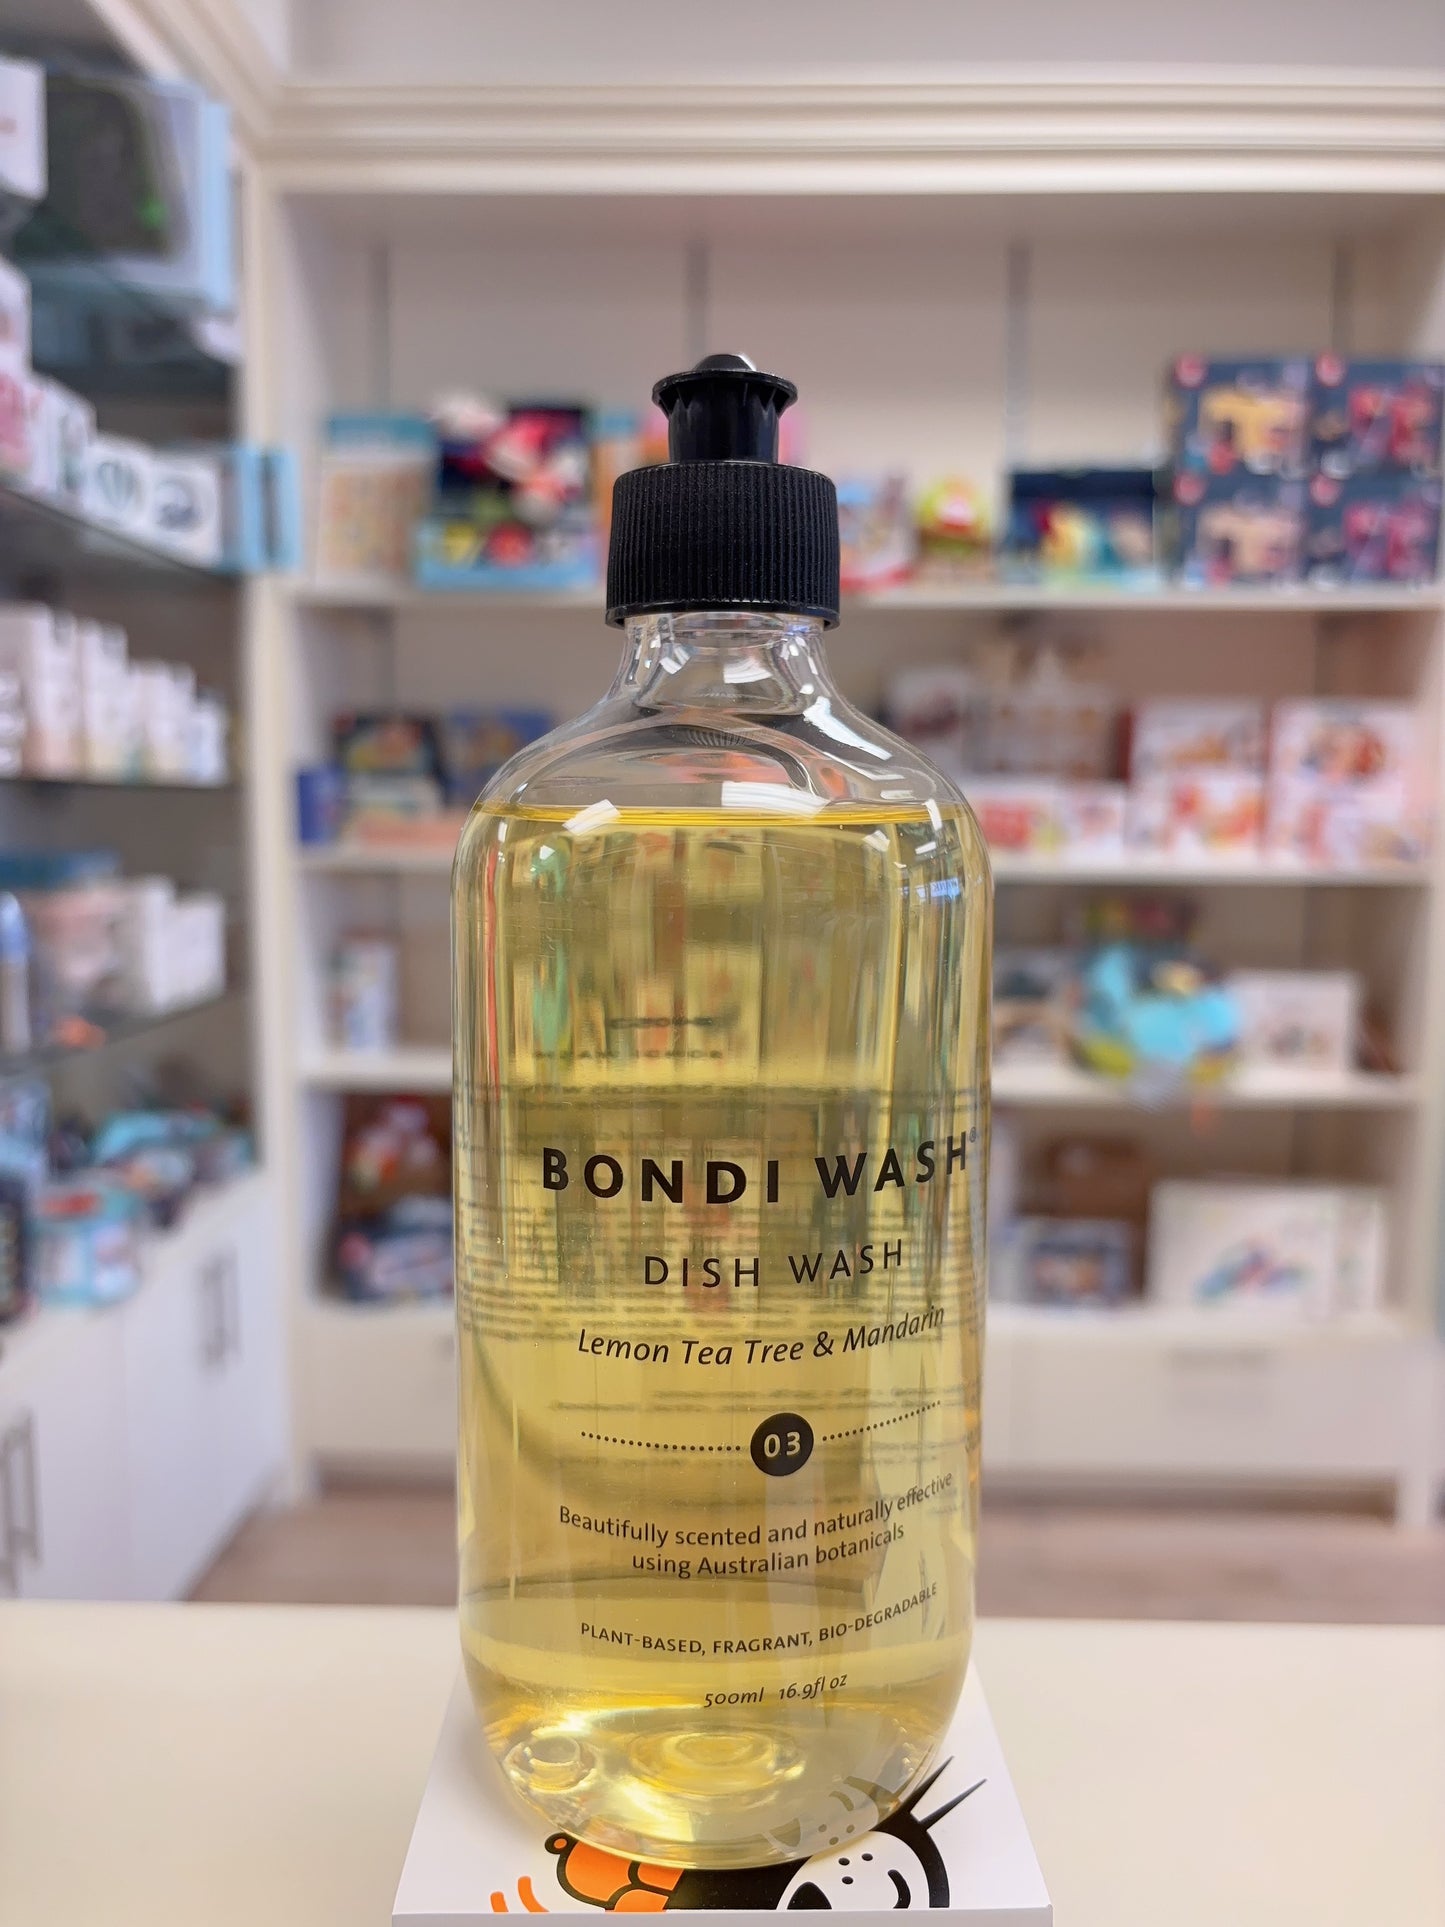 BONDI WASH®
DISH WASH
Lemon Tea Tree & Mandarin
03
Beautifully scented and naturally effective
using Australian botanicals
PLANT-BASED, FRAGRANT, BIO-DEGRADABLE
500ml 16.9fl oz